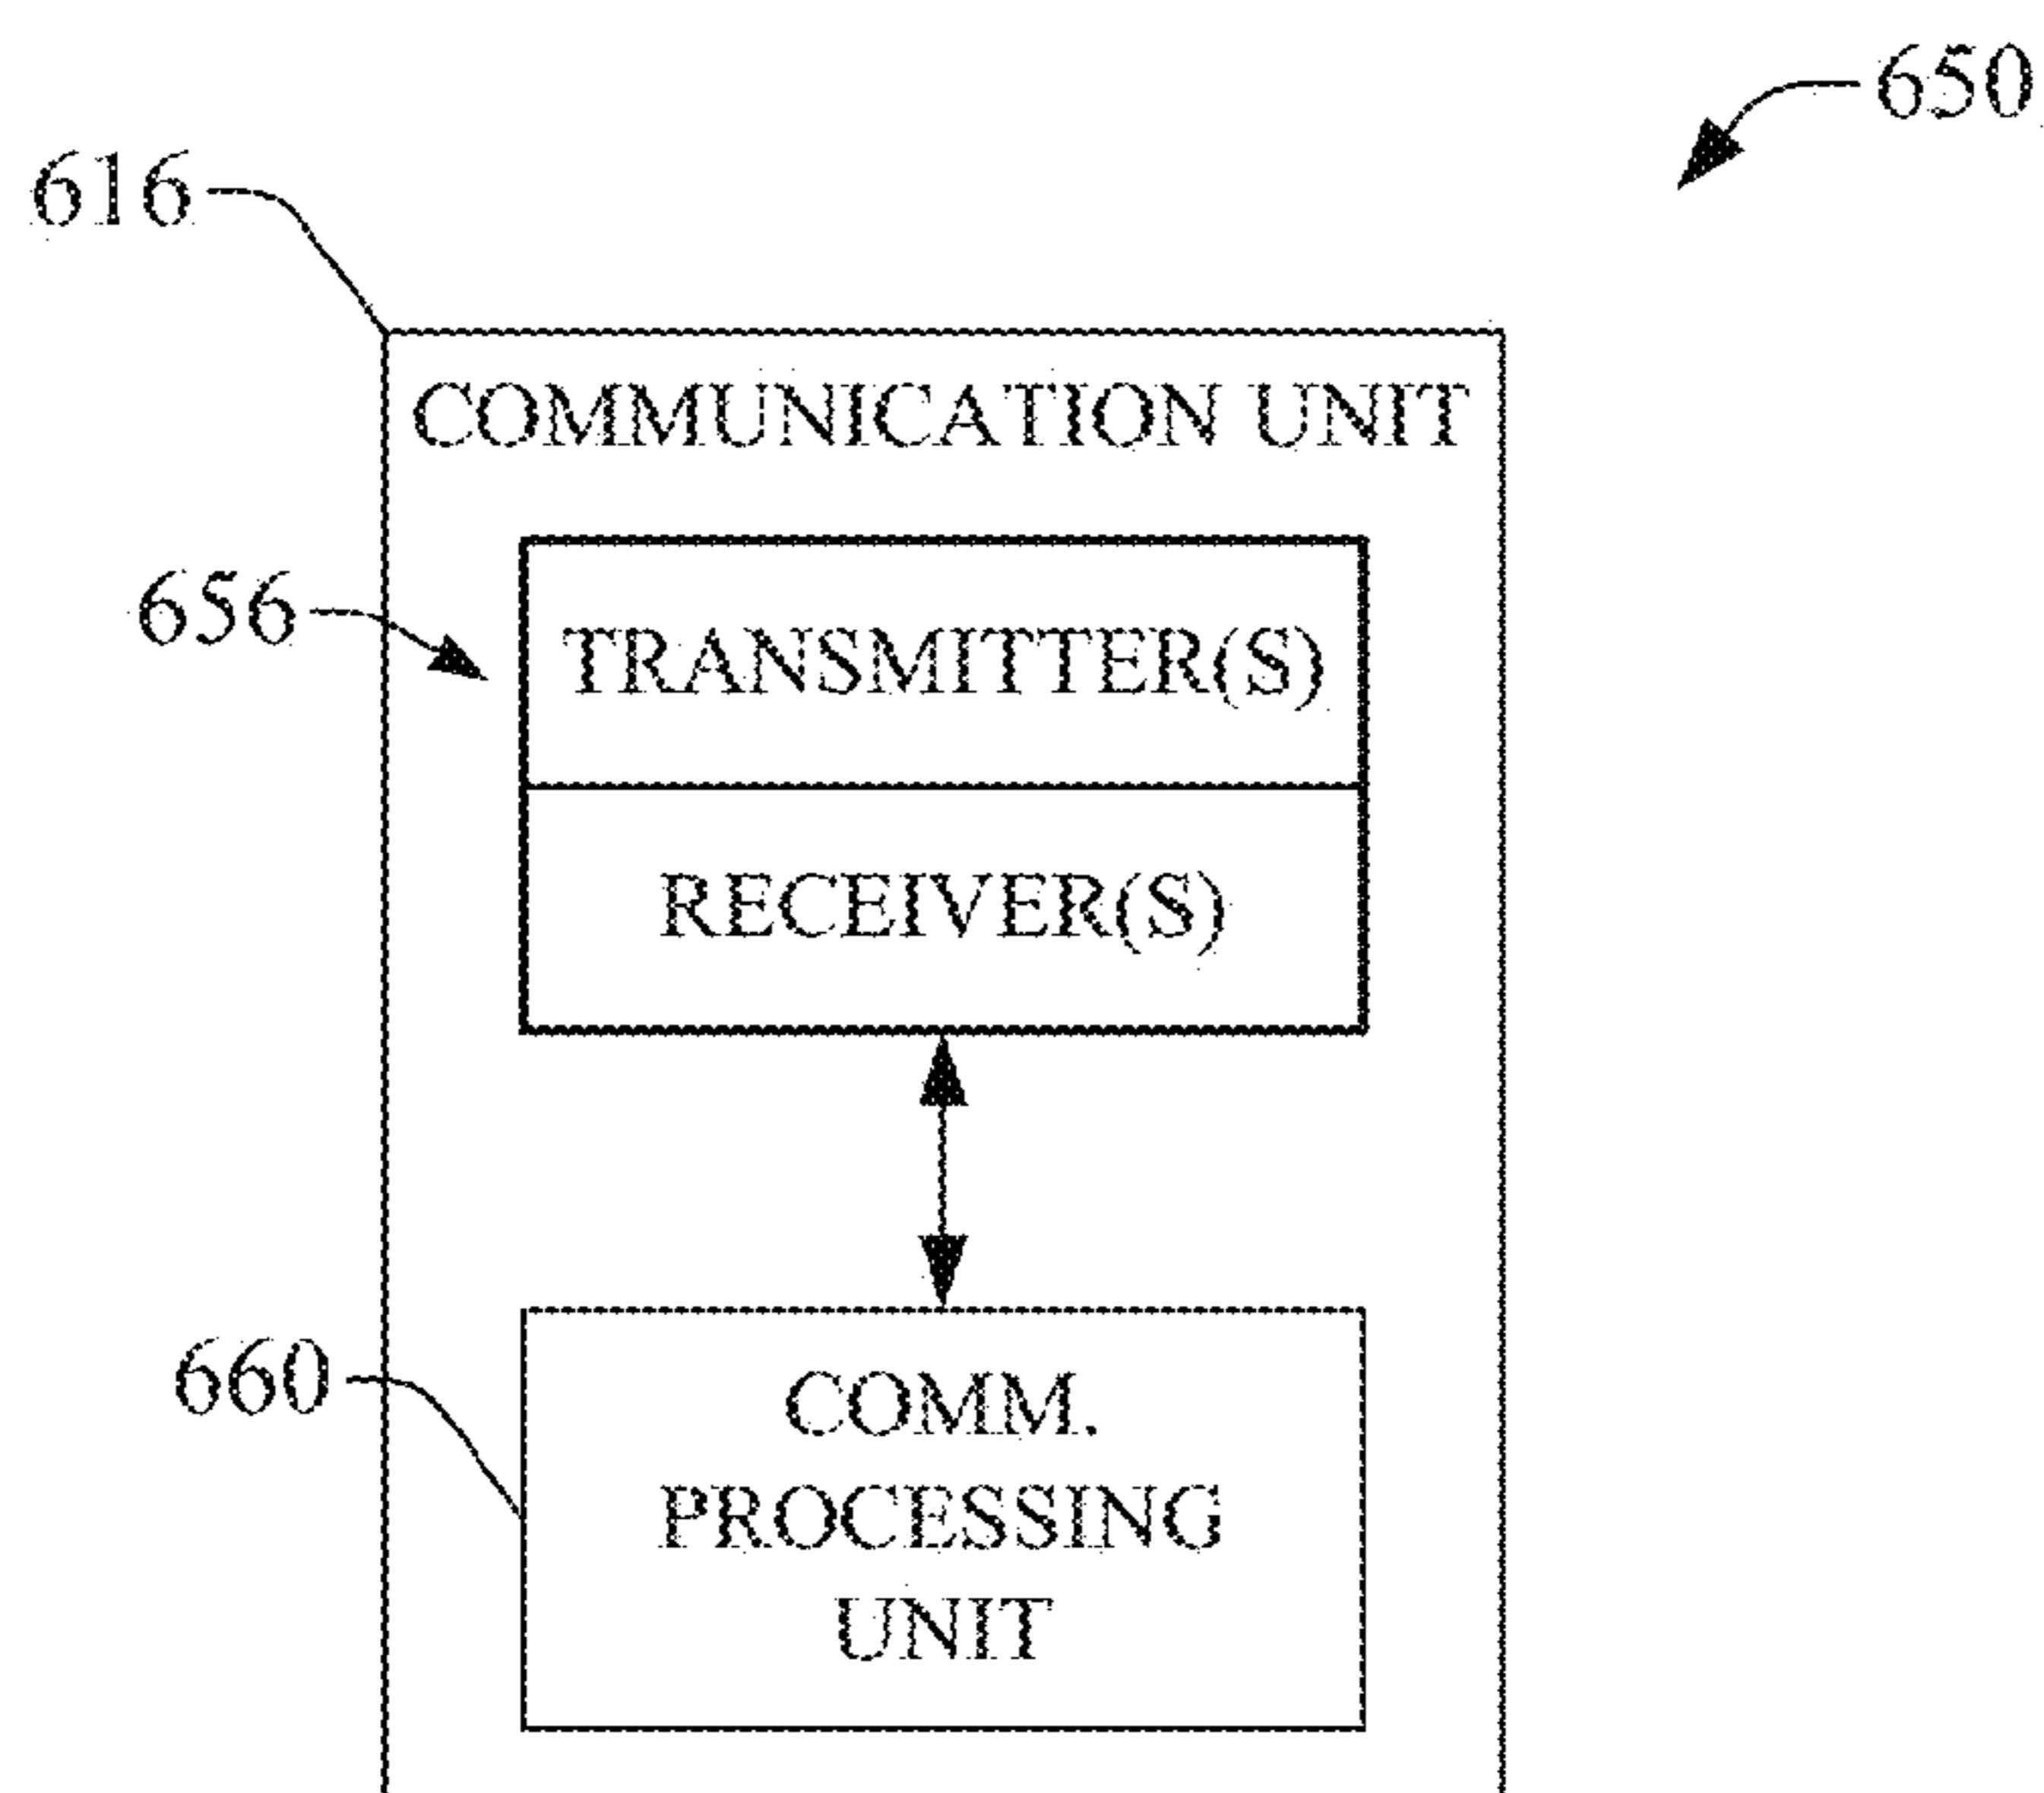 650
616
COMMUNICATION UNIT
656
TRANSMITTER(S)
RECEIVER(S)
660
COMM.
PROCESSING
UNIT